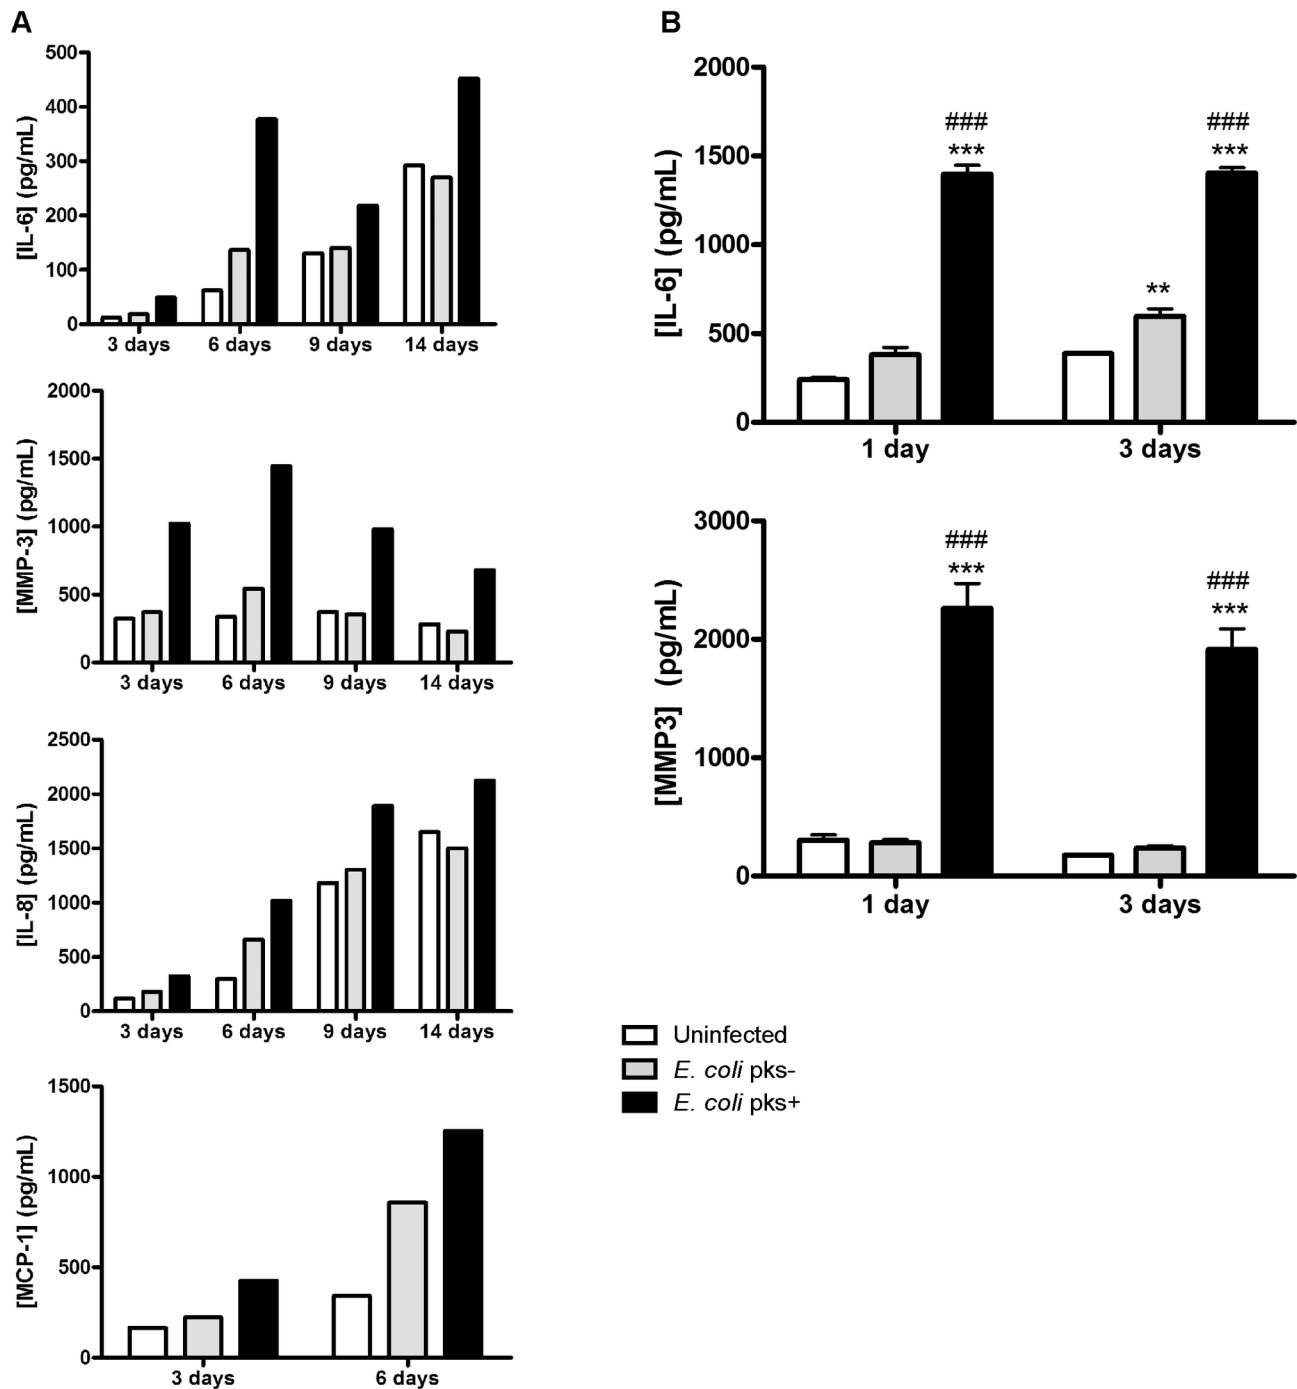 A
[IL-6] (pg/mL)
500
400
300
200
100
0
3 days 6 days 9 days 14 days
[MMP-3] (pg/mL)
2000
1500
1000
500
0
3 days 6 days 9 days 14 days
[IL-8] (pg/mL)
2500
2000
1500
1000
500
0
3 days 6 days 9 days 14 days
[MCP-1] (pg/mL)
1500
1000
500
0
3 days 6 days
B
[IL-6] (pg/mL)
2000
1500
1000
500
0
### ###
*** ***
**
1 day 3 days
[MMP3] (pg/mL)
3000
2000
1000
0
###
***
###
***
1 day 3 days
Uninfected
E. coli pks-
E. coli pks+